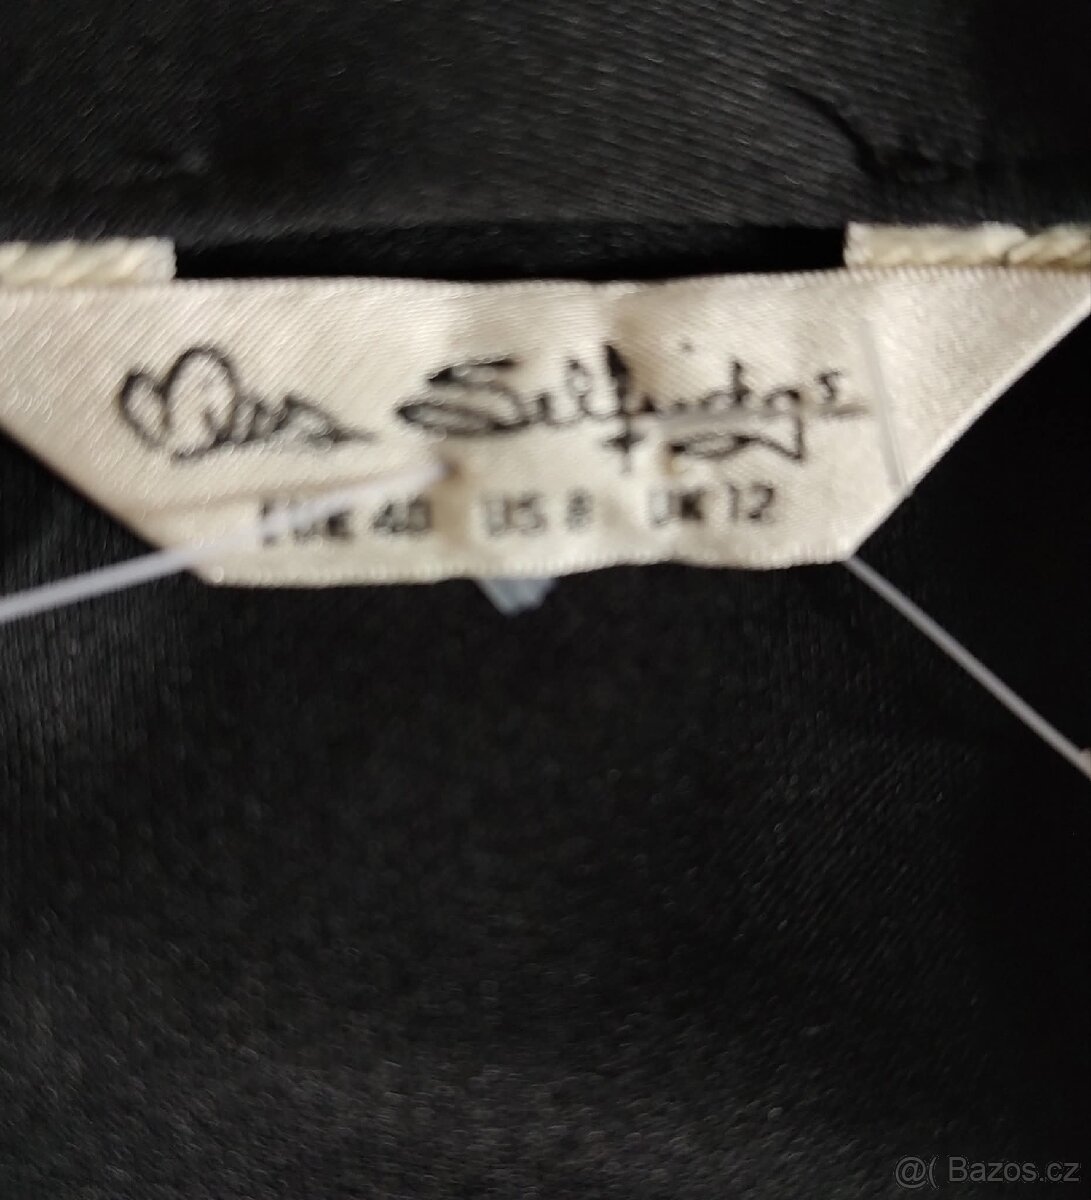 Miss Selfridge
EUR 40 US 8 UK 12
@( Bazos.cz